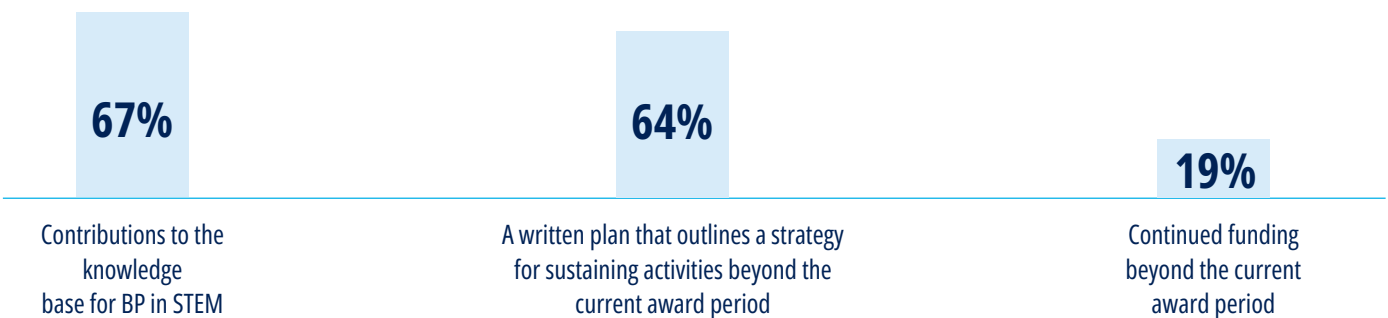 67%
64%
19%
Contributions to the
knowledge
base for BP in STEM
A written plan that outlines a strategy
for sustaining activities beyond the
current award period
Continued funding
beyond the current
award period